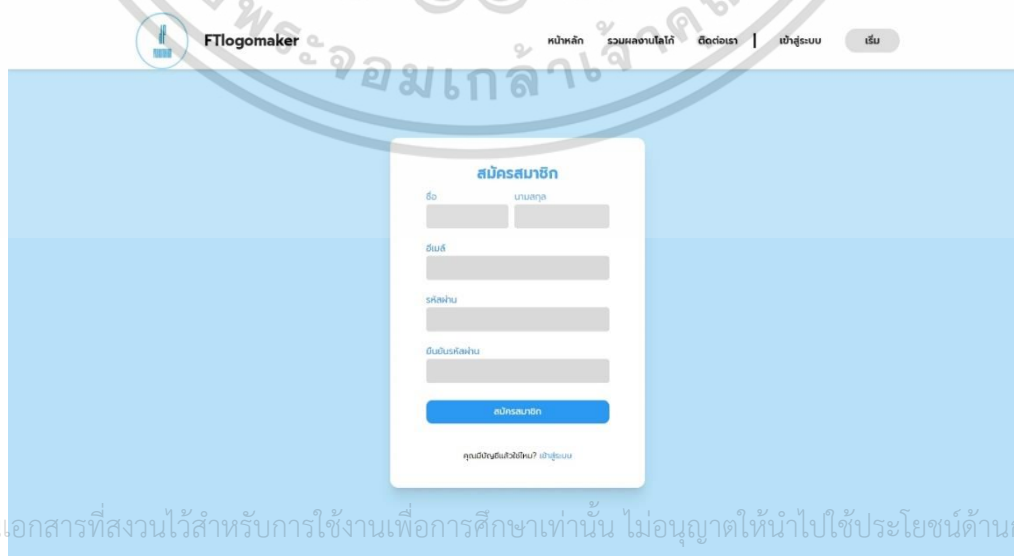 พระจอมเกล้าเจ้าคุณ
FTlogomaker
หน้าหลัก รวมผลงานโลโก้ ติดต่อเรา | เข้าสู่ระบบ เริ่ม
สมัครสมาชิก
ชื่อ นามสกุล
อีเมล์
รหัสผ่าน
ยืนยันรหัสผ่าน
สมัครสมาชิก
คุณมีบัญชีแล้วใช่ไหม? เข้าสู่ระบบ
เอกสารที่สงวนไว้สำหรับการใช้งานเพื่อการศึกษาเท่านั้น ไม่อนุญาตให้นำไปใช้ประโยชน์ด้าน